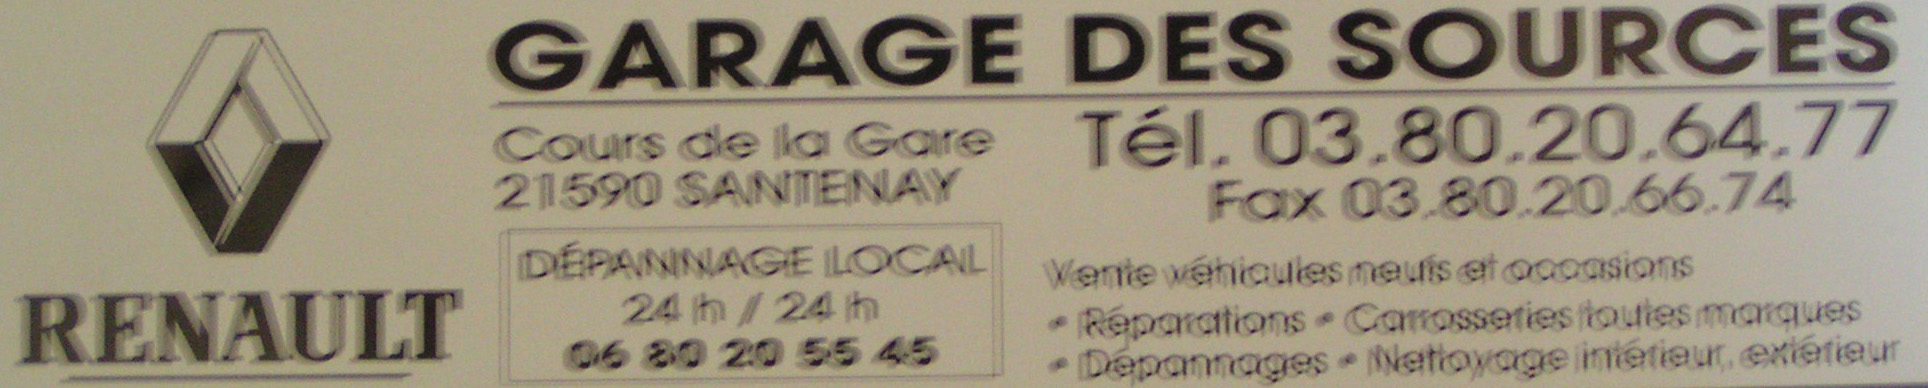 GARAGE DES SOURCES
Cours de la Gare
21590 SANTENAY
Tél. 03.80.20.64.77
Fax 03.80.20.66.74
DÉPANNAGE LOCAL
24 h / 24 h
06 80 20 55 45
RENAULT
Vente véhicules neufs et occasions
• Réparations • Carrosseries toutes marques
• Dépannages • Nettoyage intérieur, extérieur